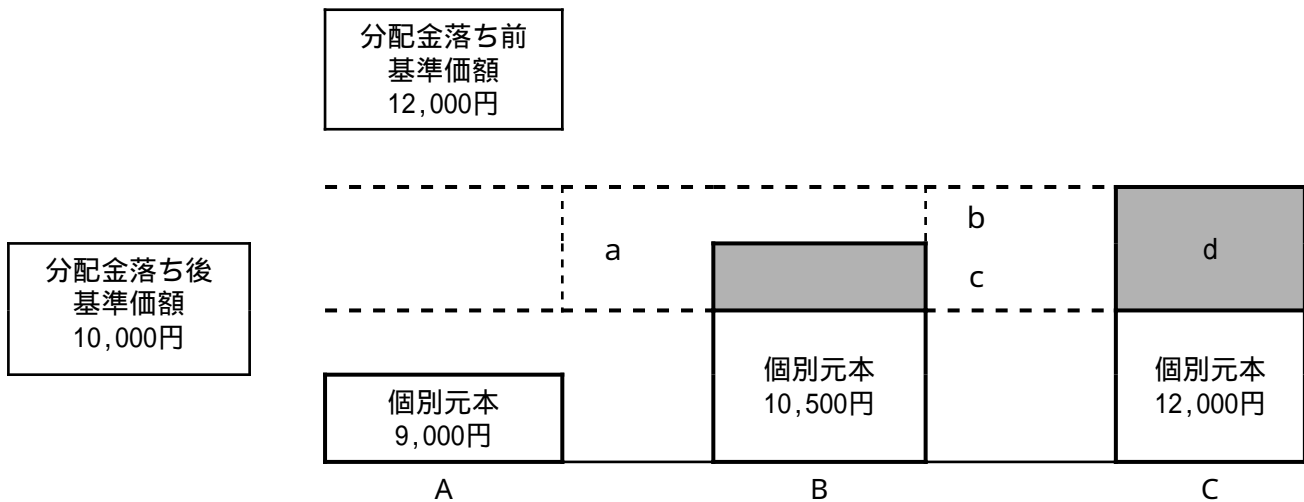 分配金落ち前
基準価額
12,000円
分配金落ち後
基準価額
10,000円
a
b
c
d
個別元本
9,000円
個別元本
10,500円
個別元本
12,000円
A
B
C